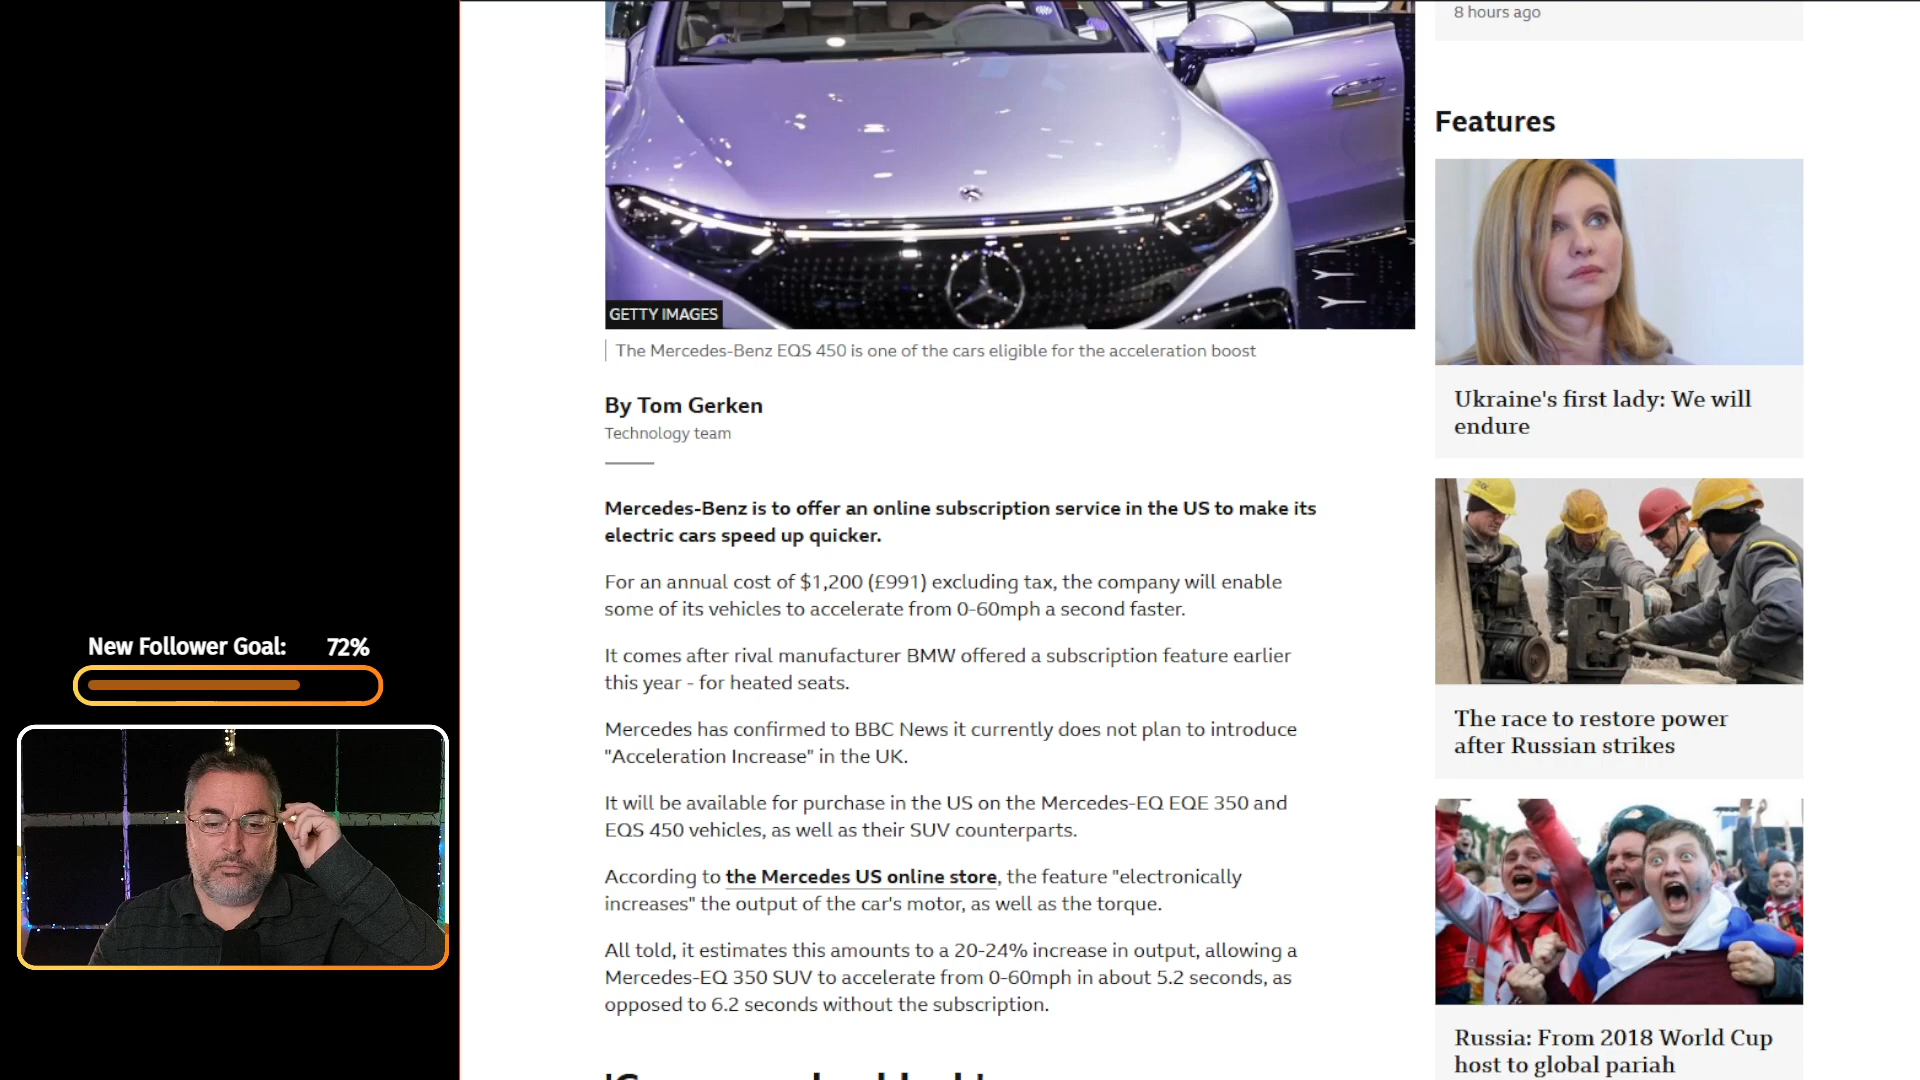 8 hours ago
GETTY IMAGES
The Mercedes-Benz EQS 450 is one of the cars eligible for the acceleration boost
By Tom Gerken
Technology team
Mercedes-Benz is to offer an online subscription service in the US to make its
electric cars speed up quicker.
For an annual cost of $1,200 (£991) excluding tax, the company will enable
some of its vehicles to accelerate from 0-60mph a second faster.
It comes after rival manufacturer BMW offered a subscription feature earlier
this year - for heated seats.
Mercedes has confirmed to BBC News it currently does not plan to introduce
"Acceleration Increase" in the UK.
It will be available for purchase in the US on the Mercedes-EQ EQE 350 and
EQS 450 vehicles, as well as their SUV counterparts.
According to the Mercedes US online store, the feature "electronically
increases" the output of the car's motor, as well as the torque.
All told, it estimates this amounts to a 20-24% increase in output, allowing a
Mercedes-EQ 350 SUV to accelerate from 0-60mph in about 5.2 seconds, as
opposed to 6.2 seconds without the subscription.
Features
Ukraine's first lady: We will
endure
The race to restore power
after Russian strikes
Russia: From 2018 World Cup
host to global pariah
New Follower Goal: 72%